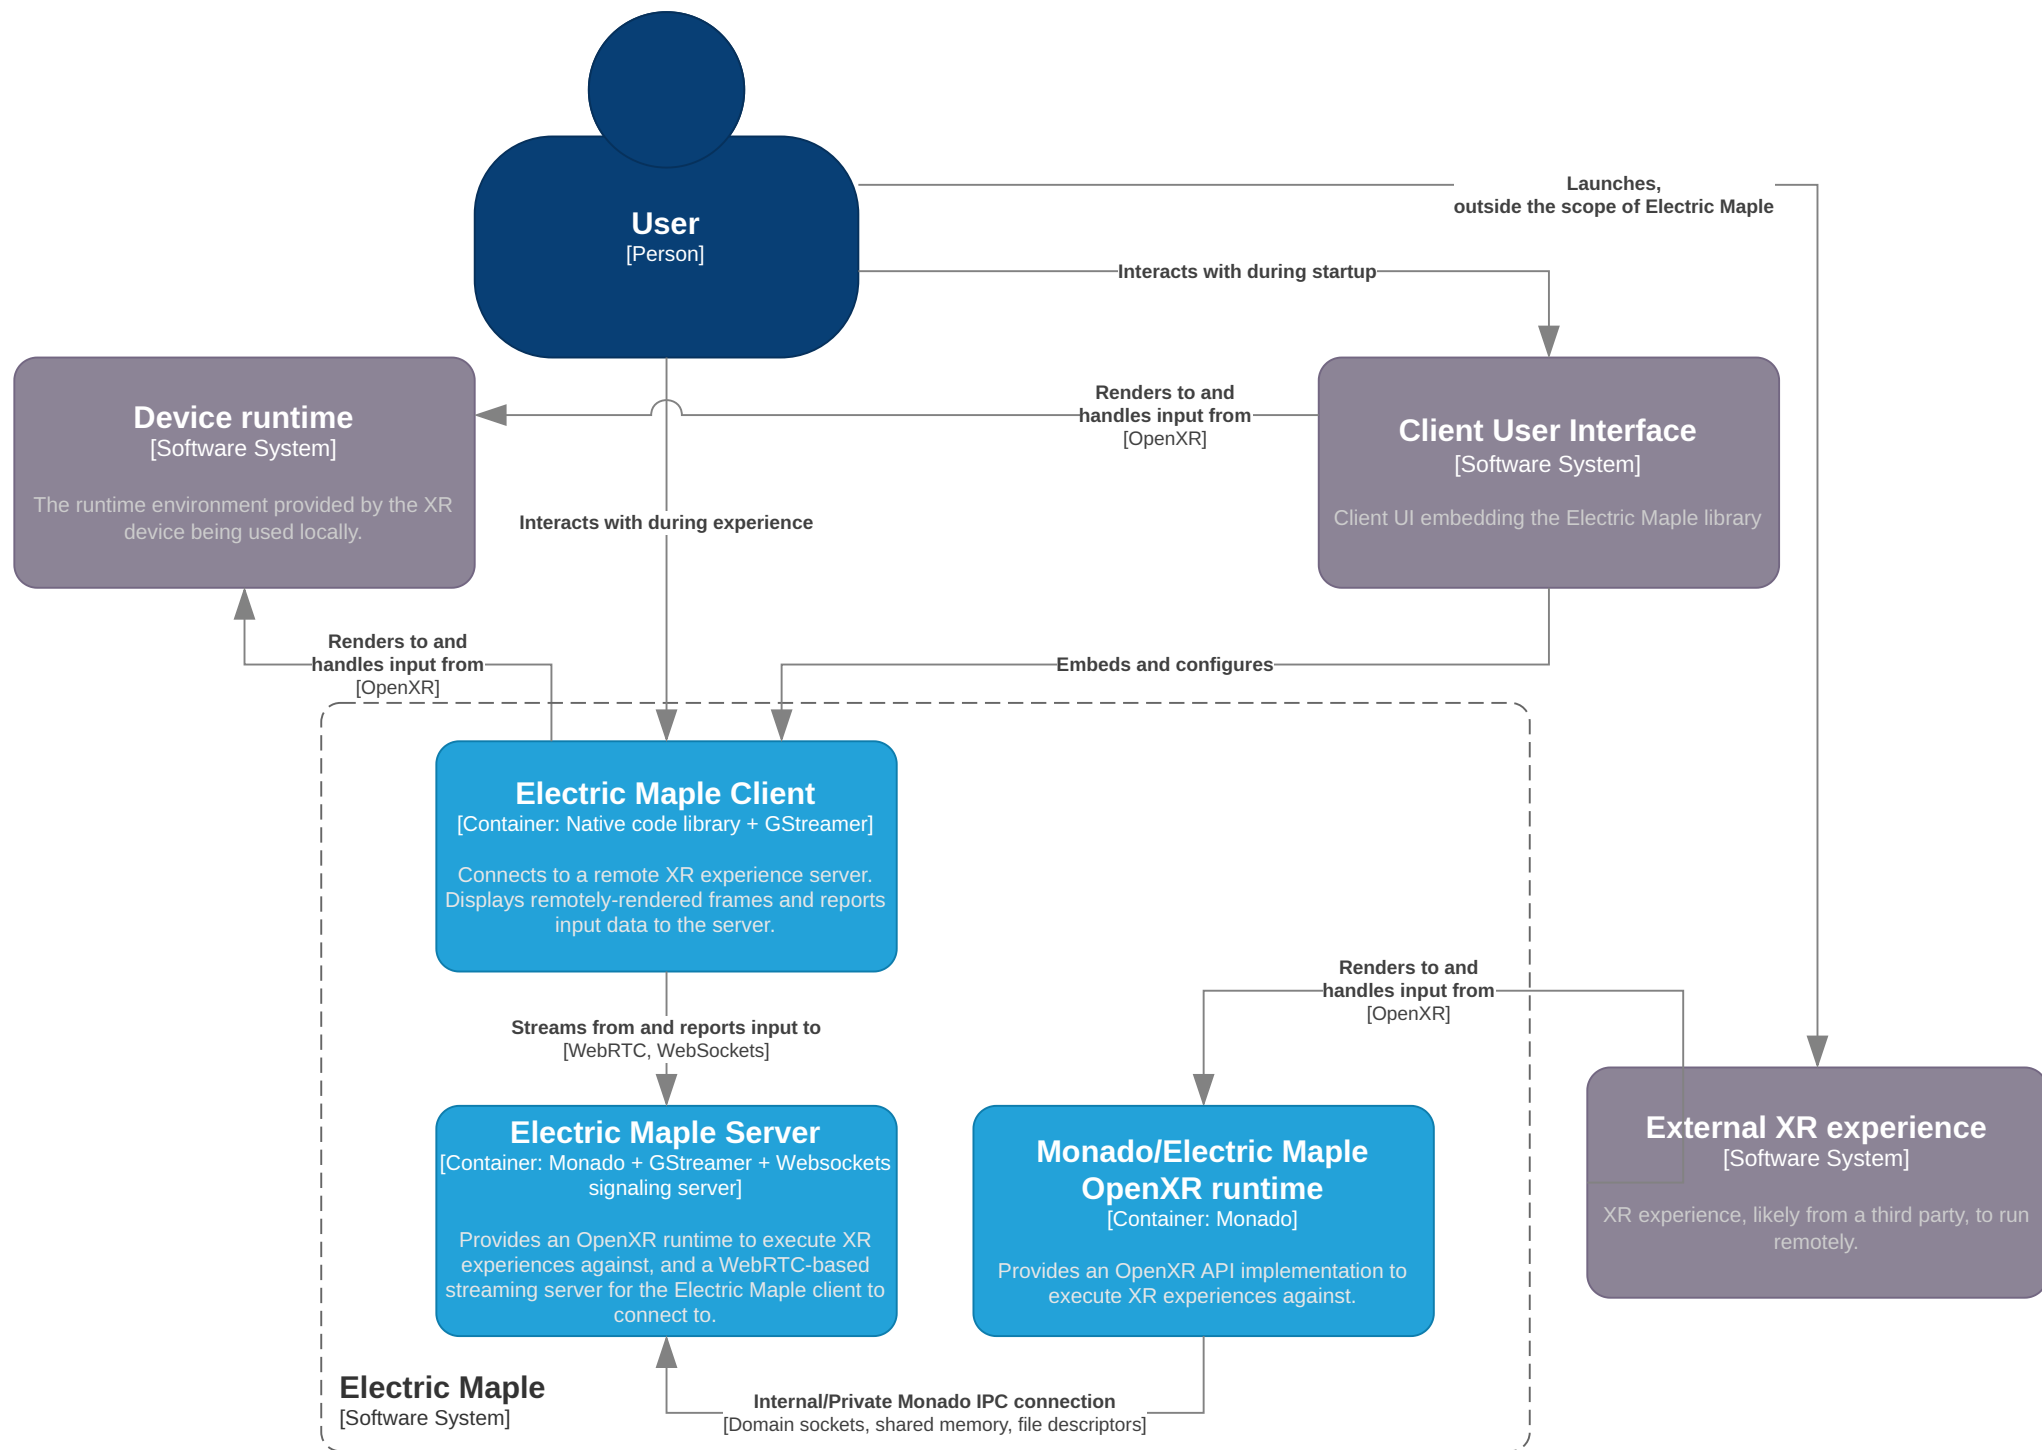 User
[Person]
Launches,
outside the scope of Electric Maple
Interacts with during startup
Device runtime
[Software System]
The runtime environment provided by the XR
device being used locally.
Renders to and
handles input from
[OpenXR]
Client User Interface
[Software System]
Client UI embedding the Electric Maple library
Interacts with during experience
Renders to and
handles input from
[OpenXR]
Embeds and configures
Electric Maple Client
[Container: Native code library + GStreamer]
Connects to a remote XR experience server.
Displays remotely-rendered frames and reports
input data to the server.
Streams from and reports input to
[WebRTC, WebSockets]
Renders to and
handles input from
[OpenXR]
Electric Maple Server
[Container: Monado + GStreamer + Websockets
signaling server]
Provides an OpenXR runtime to execute XR
experiences against, and a WebRTC-based
streaming server for the Electric Maple client to
connect to.
Monado/Electric Maple
OpenXR runtime
[Container: Monado]
Provides an OpenXR API implementation to
execute XR experiences against.
External XR experience
[Software System]
XR experience, likely from a third party, to run
remotely.
Electric Maple
[Software System]
Internal/Private Monado IPC connection
[Domain sockets, shared memory, file descriptors]